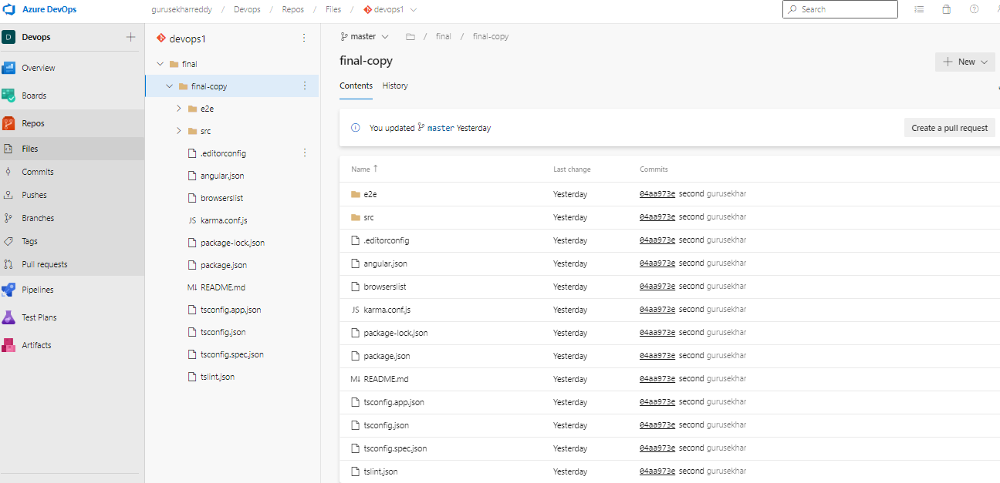 Azure DevOps
gurusekharreddy / Devops / Repos / Files / devops1
Search
D Devops
Overview
Boards
Repos
Files
Commits
Pushes
Branches
Tags
Pull requests
Pipelines
Test Plans
Artifacts
devops1
final
final-copy
e2e
src
.editorconfig
angular.json
browserslist
JS karma.conf.js
package-lock.json
package.json
M↓ README.md
tsconfig.app.json
tsconfig.json
tsconfig.spec.json
tslint.json
master / final / final-copy
final-copy
New
Contents History
You updated master Yesterday
Create a pull request
Name ↑ Last change Commits
e2e Yesterday 04aa973e second gurusekhar
src Yesterday 04aa973e second gurusekhar
.editorconfig Yesterday 04aa973e second gurusekhar
angular.json Yesterday 04aa973e second gurusekhar
browserslist Yesterday 04aa973e second gurusekhar
JS karma.conf.js Yesterday 04aa973e second gurusekhar
package-lock.json Yesterday 04aa973e second gurusekhar
package.json Yesterday 04aa973e second gurusekhar
M↓ README.md Yesterday 04aa973e second gurusekhar
tsconfig.app.json Yesterday 04aa973e second gurusekhar
tsconfig.json Yesterday 04aa973e second gurusekhar
tsconfig.spec.json Yesterday 04aa973e second gurusekhar
tslint.json Yesterday 04aa973e second gurusekhar